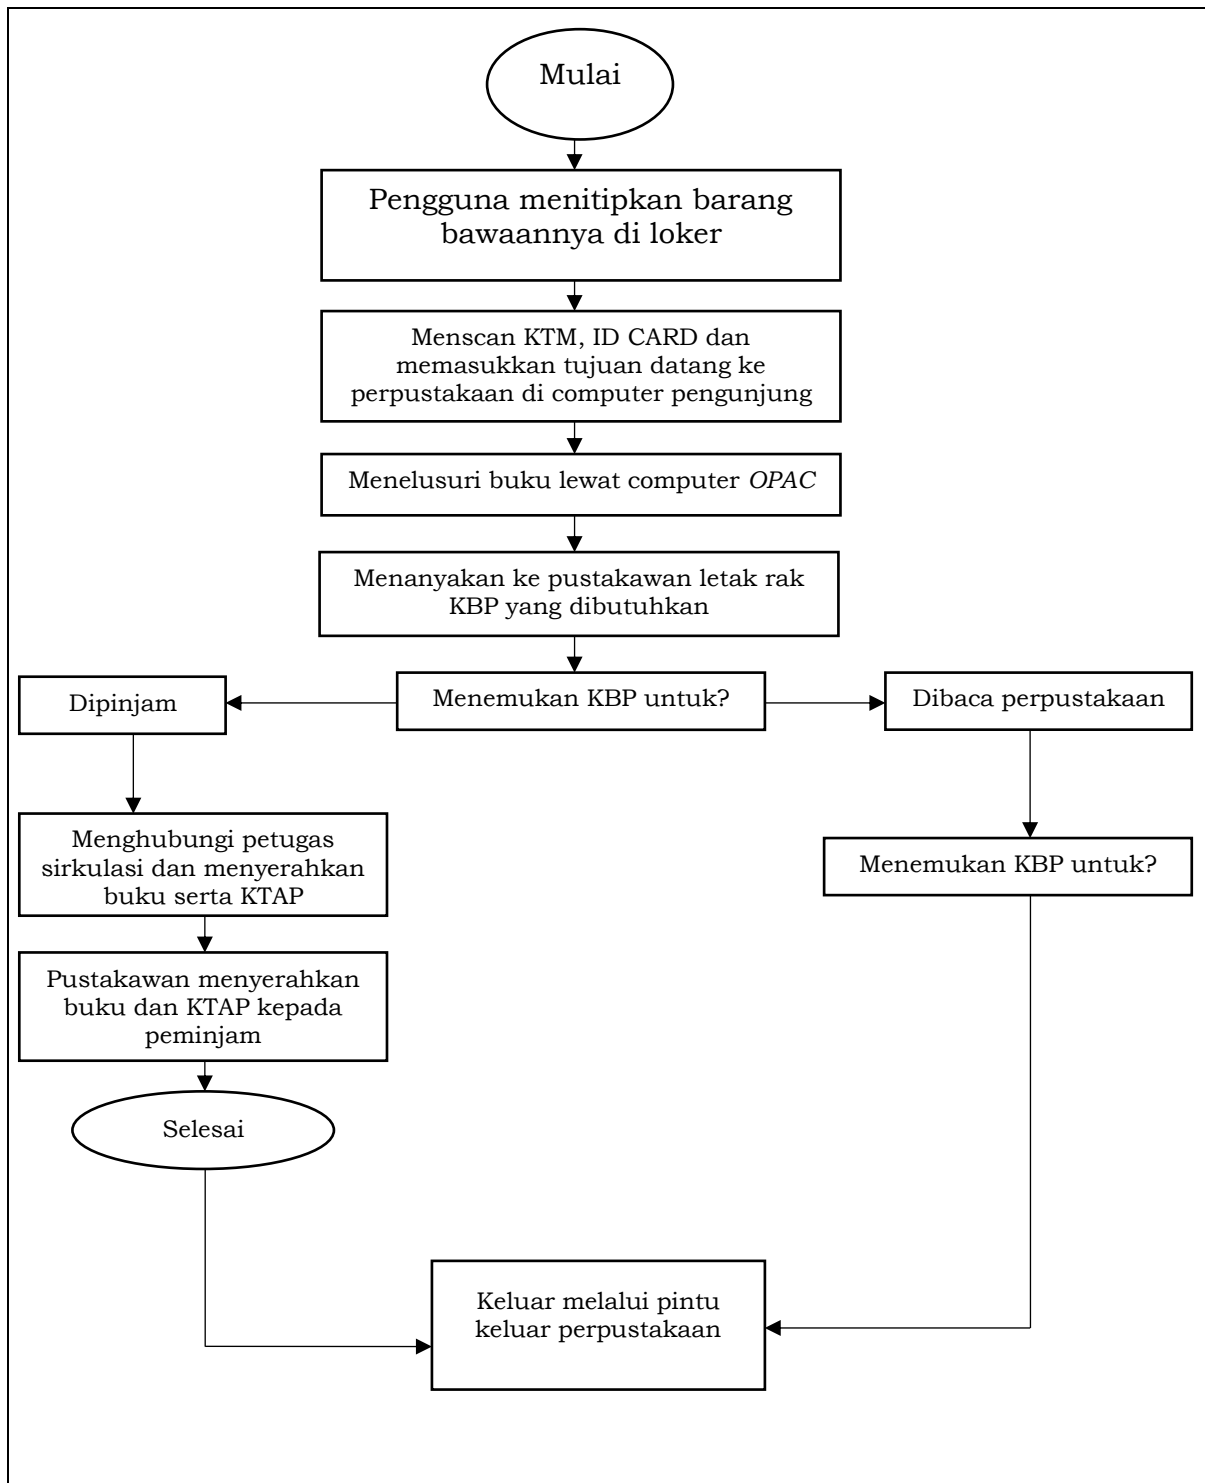 Mulai
Pengguna menitipkan barang
bawaannya di loker
Menscan KTM, ID CARD dan
memasukkan tujuan datang ke
perpustakaan di computer pengunjung
Menelusuri buku lewat computer OPAC
Menanyakan ke pustakawan letak rak
KBP yang dibutuhkan
Dipinjam
Menemukan KBP untuk?
Dibaca perpustakaan
Menghubungi petugas
sirkulasi dan menyerahkan
buku serta KTAP
Menemukan KBP untuk?
Pustakawan menyerahkan
buku dan KTAP kepada
peminjam
Selesai
Keluar melalui pintu
keluar perpustakaan